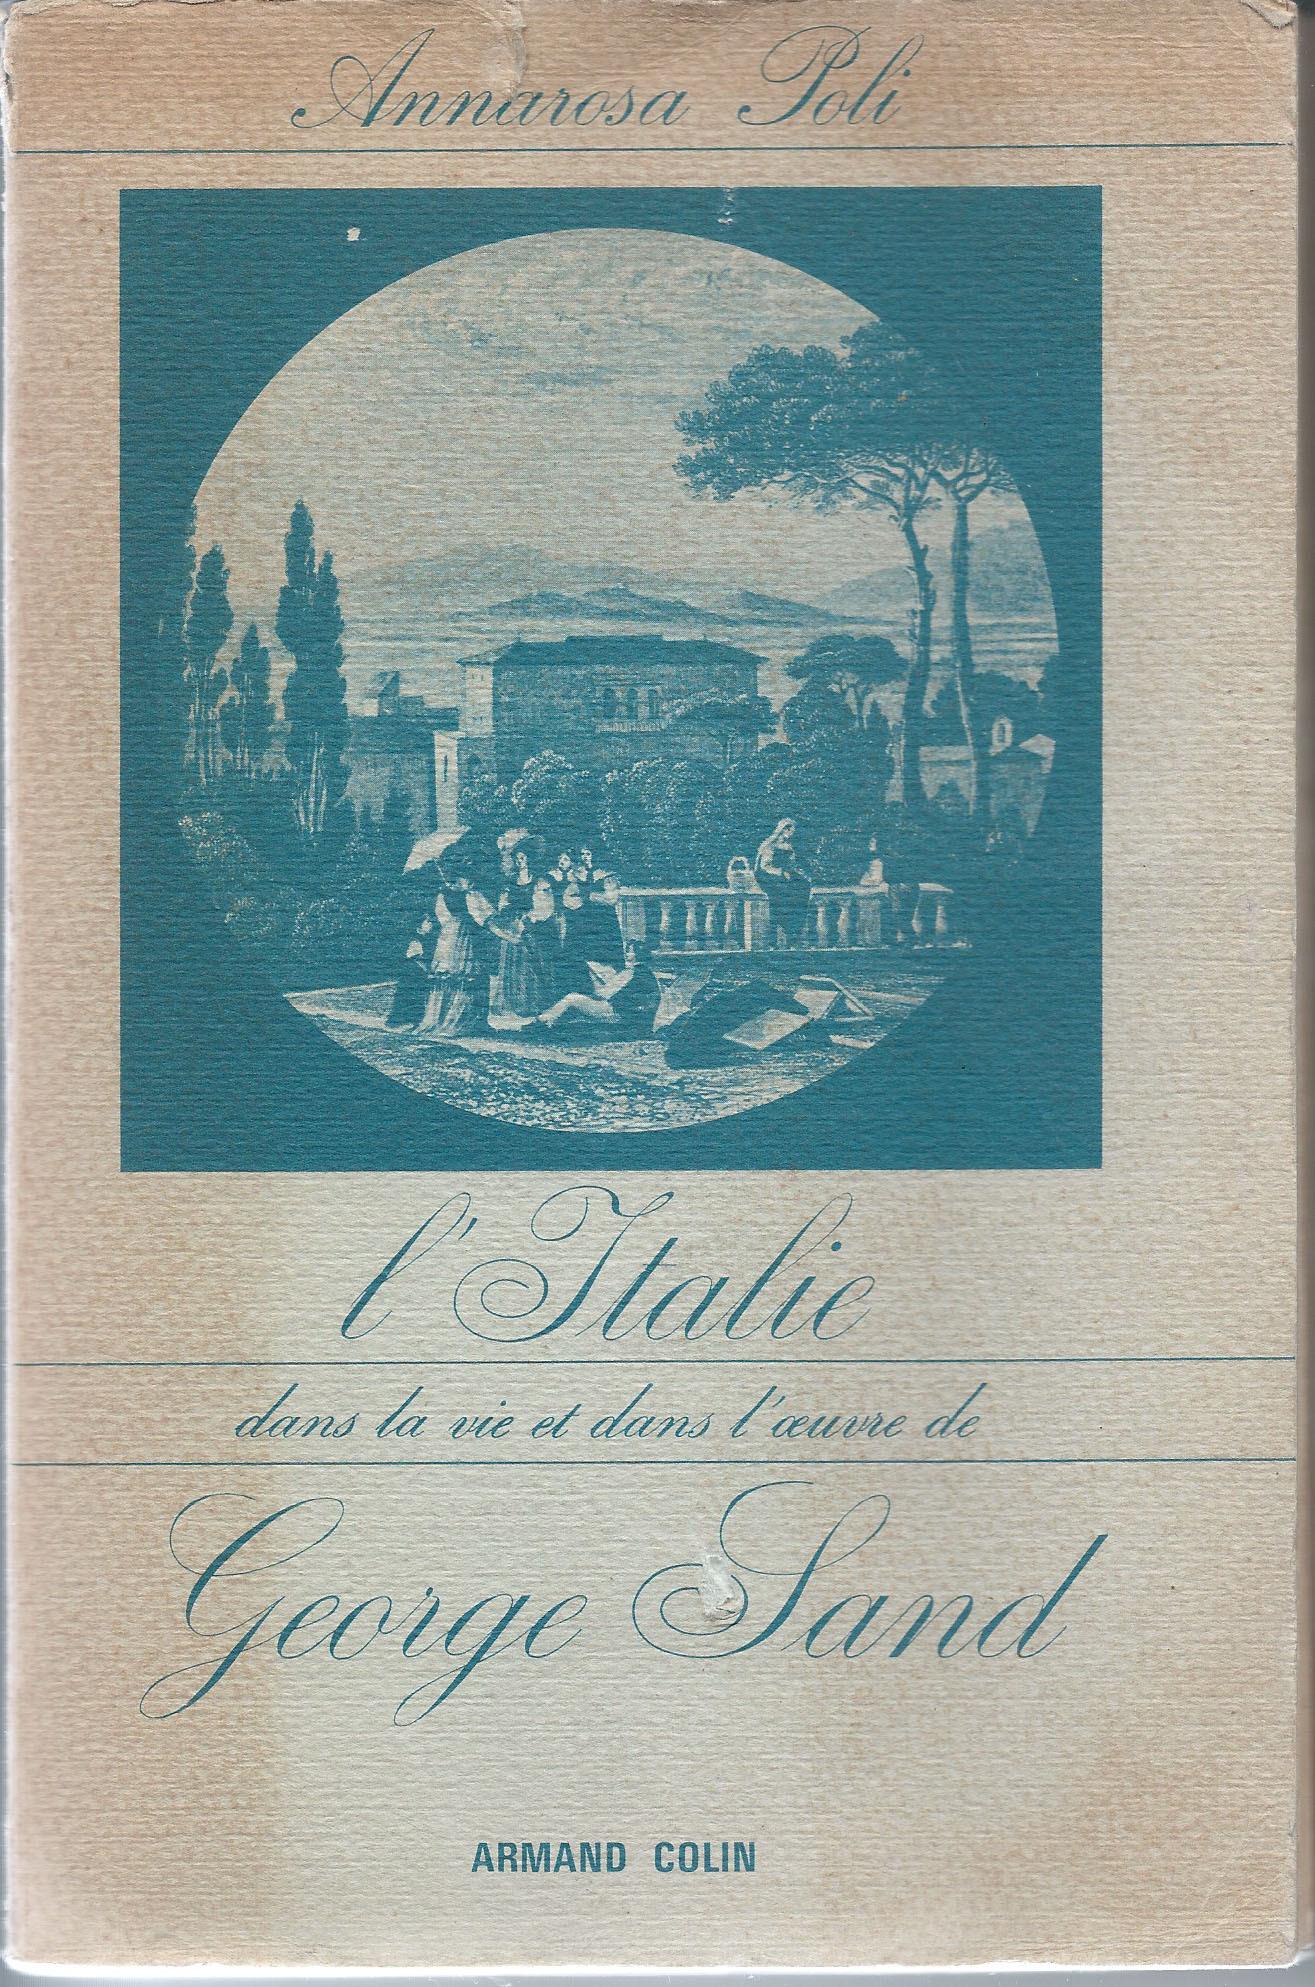 Annarosa Poli
l'Italie
dans la vie et dans l'œuvre de
George Sand
ARMAND COLIN